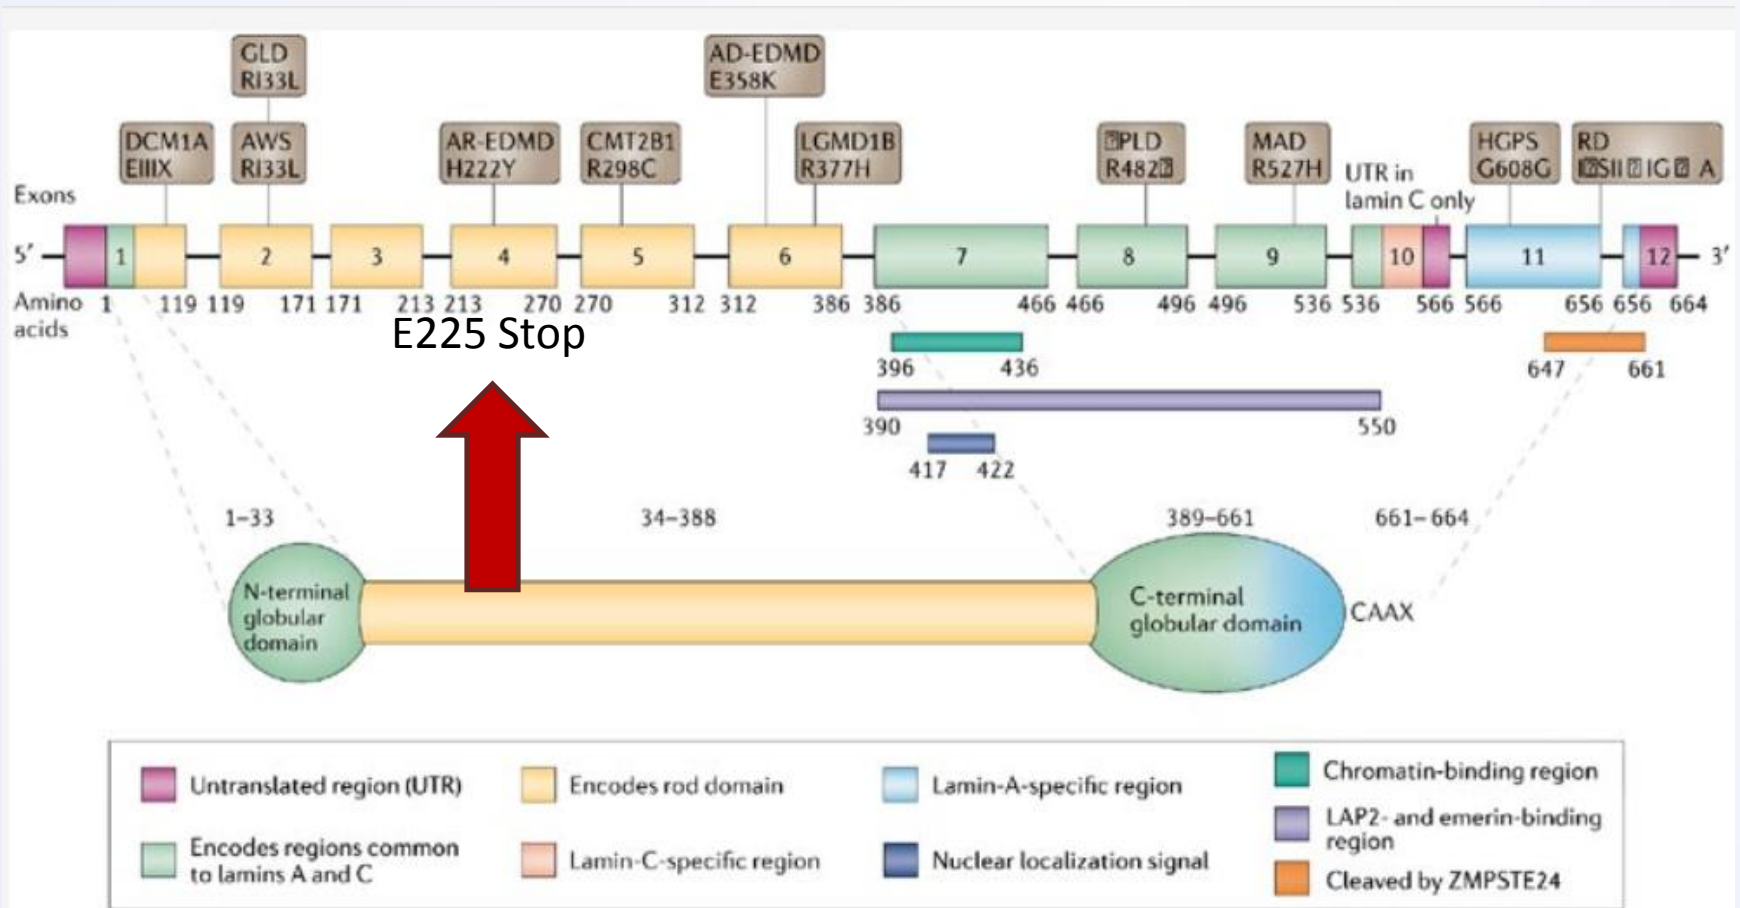 GLD
RI33L
AD-EDMD
E358K
DCM1A
EIIIX
AWS
RI33L
AR-EDMD
H222Y
CMT2B1
R298C
LGMD1B
R377H
PLD
R482
MAD
R527H
UTR in
lamin C only
HGPS
G608G
RD
A
Exons
5′ 1 2 3 4 5 6 7 8 9 10 11 12 3′
Amino
acids
1 119 119 171 171 213 213 270 270 312 312 386 386 466 466 496 496 536 536 566 566 656 656 664
E225 Stop
396 436
647 661
390 550
417 422
1–33 34–388 389–661 661–664
N-terminal
globular
domain
C-terminal
globular domain
CAAX
Untranslated region (UTR)
Encodes regions common
to lamins A and C
Encodes rod domain
Lamin-C-specific region
Lamin-A-specific region
Nuclear localization signal
Chromatin-binding region
LAP2- and emerin-binding
region
Cleaved by ZMPSTE24